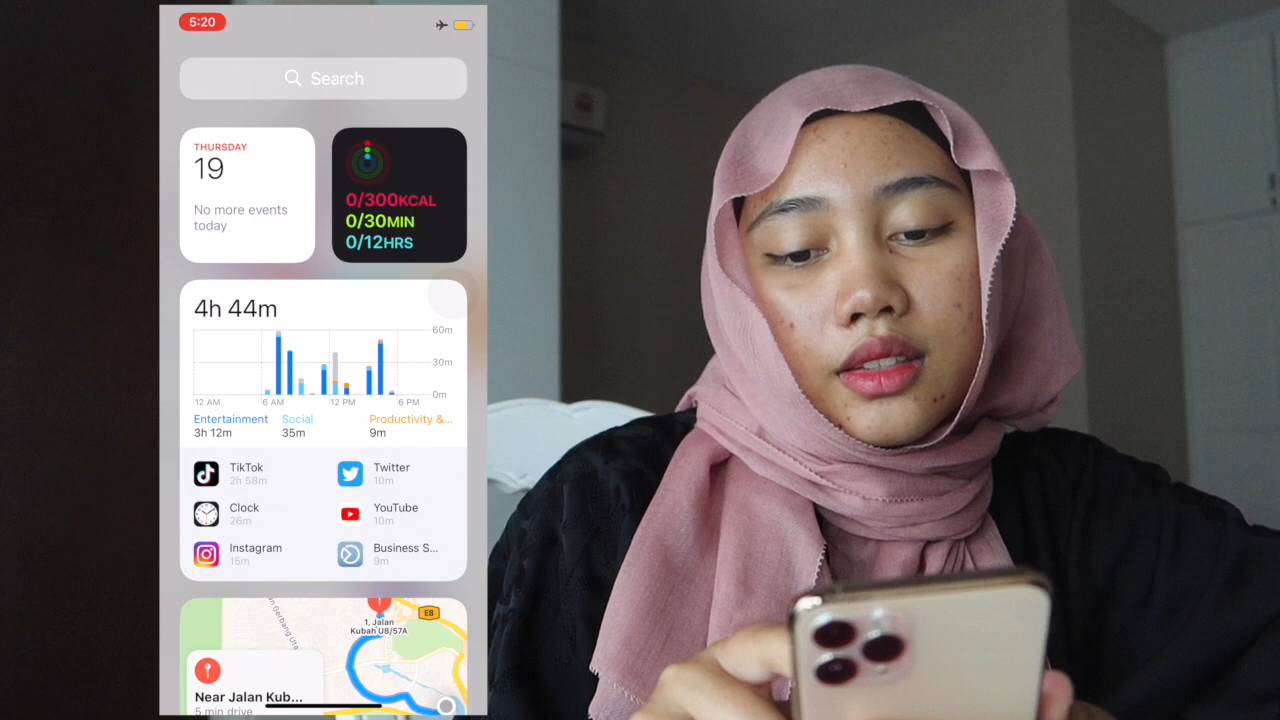 5:20
Search
THURSDAY
19
No more events
today
0/300KCAL
0/30MIN
0/12HRS
4h 44m
60m
30m
0m
12 AM
6 AM
12 PM
6 PM
Entertainment
3h 12m
Social
35m
Productivity &...
9m
TikTok
2h 58m
Twitter
10m
Clock
26m
YouTube
10m
Instagram
15m
Business S...
9m
Gerbang Uta
E8
1, Jalan
Kubah U8/57A
Near Jalan Kub...
5 min drive